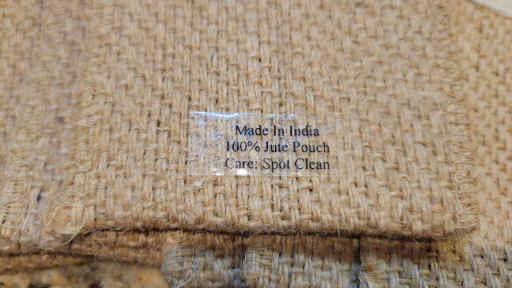 Made In India
100% Jute Pouch
Care: Spot Clean